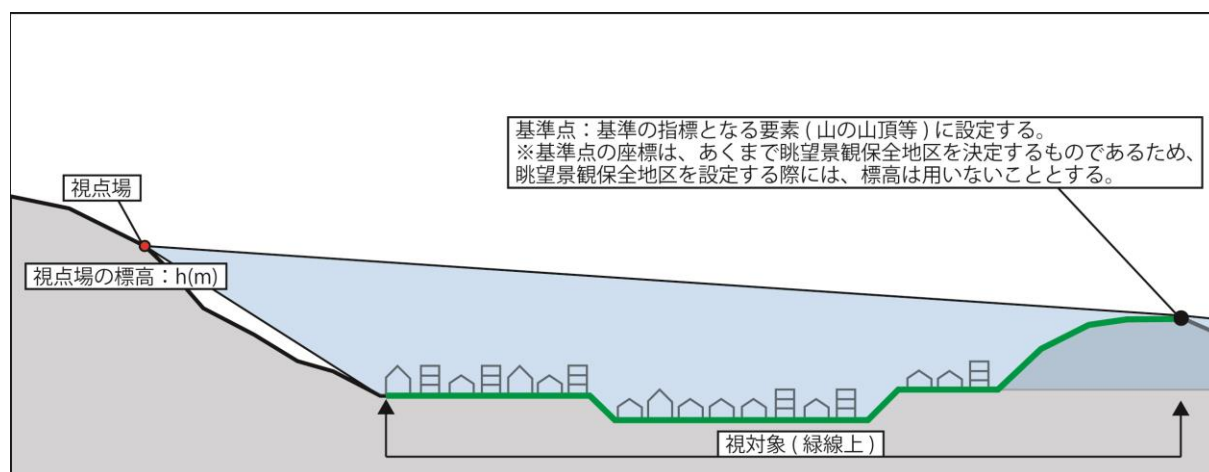 基準点：基準の指標となる要素(山の山頂等)に設定する。
※基準点の座標は、あくまで眺望景観保全地区を決定するものであるため、
眺望景観保全地区を設定する際には、標高は用いないこととする。
視点場
視点場の標高：h(m)
視対象(緑線上)